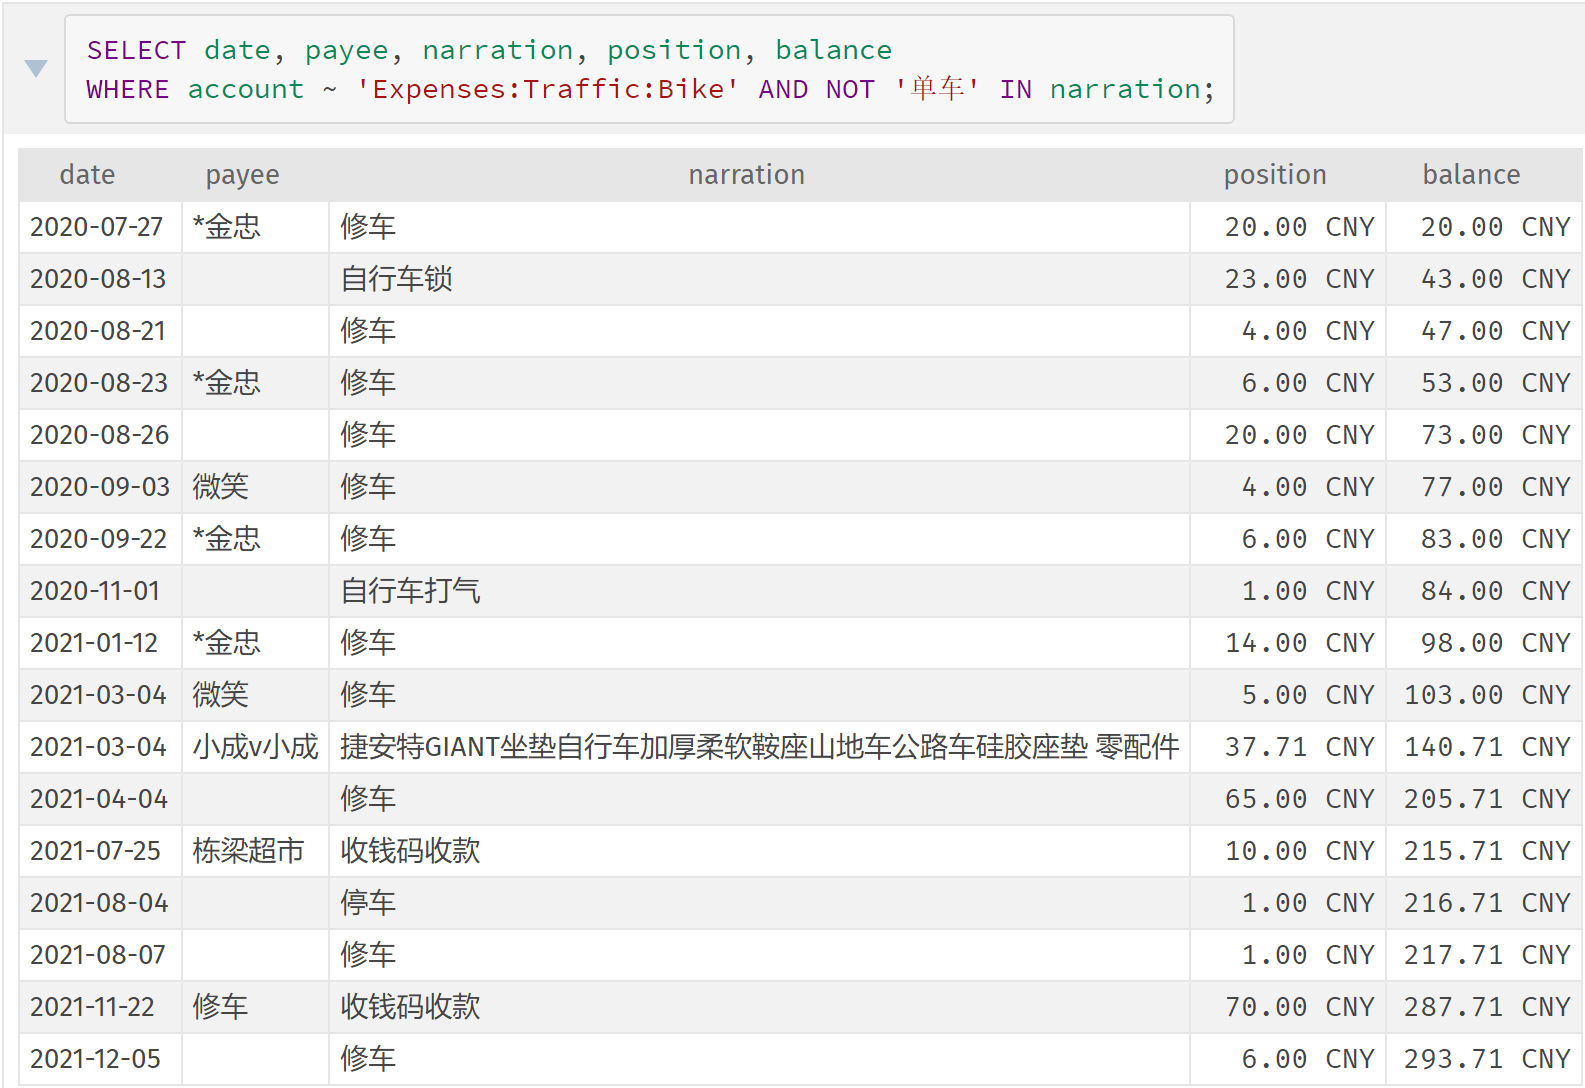 SELECT date, payee, narration, position, balance
WHERE account ~ 'Expenses:Traffic:Bike' AND NOT '单车' IN narration;
date payee narration position balance
2020-07-27 *金忠 修车 20.00 CNY 20.00 CNY
2020-08-13 自行车锁 23.00 CNY 43.00 CNY
2020-08-21 修车 4.00 CNY 47.00 CNY
2020-08-23 *金忠 修车 6.00 CNY 53.00 CNY
2020-08-26 修车 20.00 CNY 73.00 CNY
2020-09-03 微笑 修车 4.00 CNY 77.00 CNY
2020-09-22 *金忠 修车 6.00 CNY 83.00 CNY
2020-11-01 自行车打气 1.00 CNY 84.00 CNY
2021-01-12 *金忠 修车 14.00 CNY 98.00 CNY
2021-03-04 微笑 修车 5.00 CNY 103.00 CNY
2021-03-04 小成v小成 捷安特GIANT坐垫自行车加厚柔软鞍座山地车公路车硅胶座垫 零配件 37.71 CNY 140.71 CNY
2021-04-04 修车 65.00 CNY 205.71 CNY
2021-07-25 栋梁超市 收钱码收款 10.00 CNY 215.71 CNY
2021-08-04 停车 1.00 CNY 216.71 CNY
2021-08-07 修车 1.00 CNY 217.71 CNY
2021-11-22 修车 收钱码收款 70.00 CNY 287.71 CNY
2021-12-05 修车 6.00 CNY 293.71 CNY